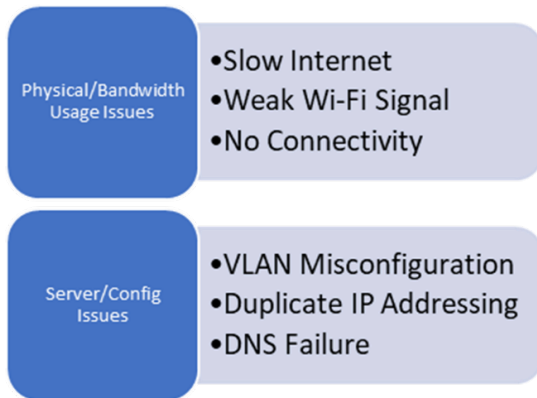 Physical/Bandwidth
Usage Issues
•Slow Internet
•Weak Wi-Fi Signal
•No Connectivity
Server/Config
Issues
•VLAN Misconfiguration
•Duplicate IP Addressing
•DNS Failure